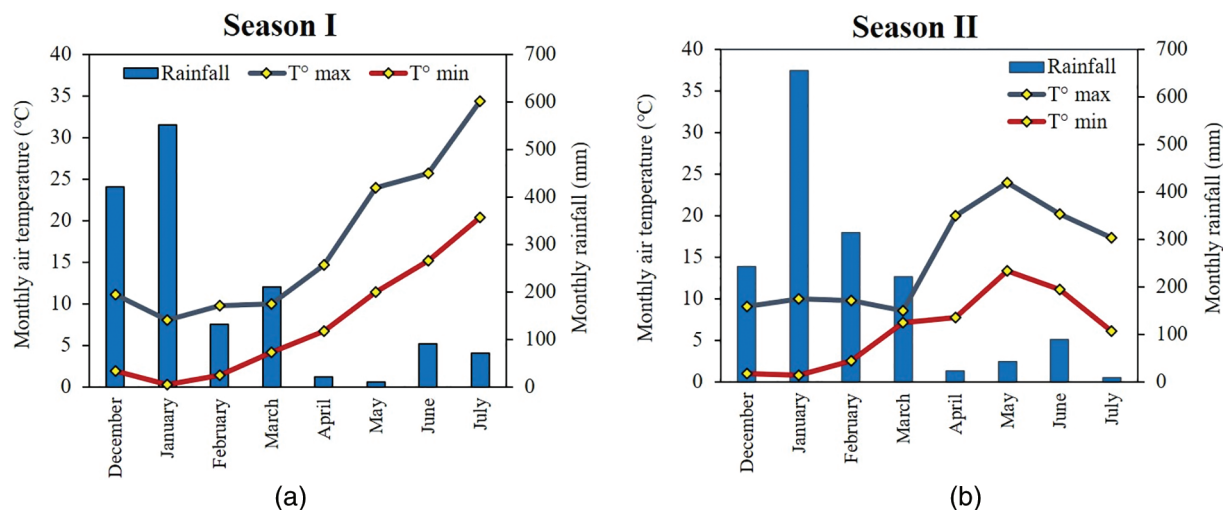 Season I
40
35
30
25
20
15
10
5
0
Monthly air temperature (°C)
Rainfall T° max T° min
700
600
500
400
300
200
100
0
Monthly rainfall (mm)
December
January
February
March
April
May
June
July
(a)
Season II
40
35
30
25
20
15
10
5
0
Monthly air temperature (°C)
Rainfall
T° max
T° min
700
600
500
400
300
200
100
0
Monthly rainfall (mm)
December
January
February
March
April
May
June
July
(b)